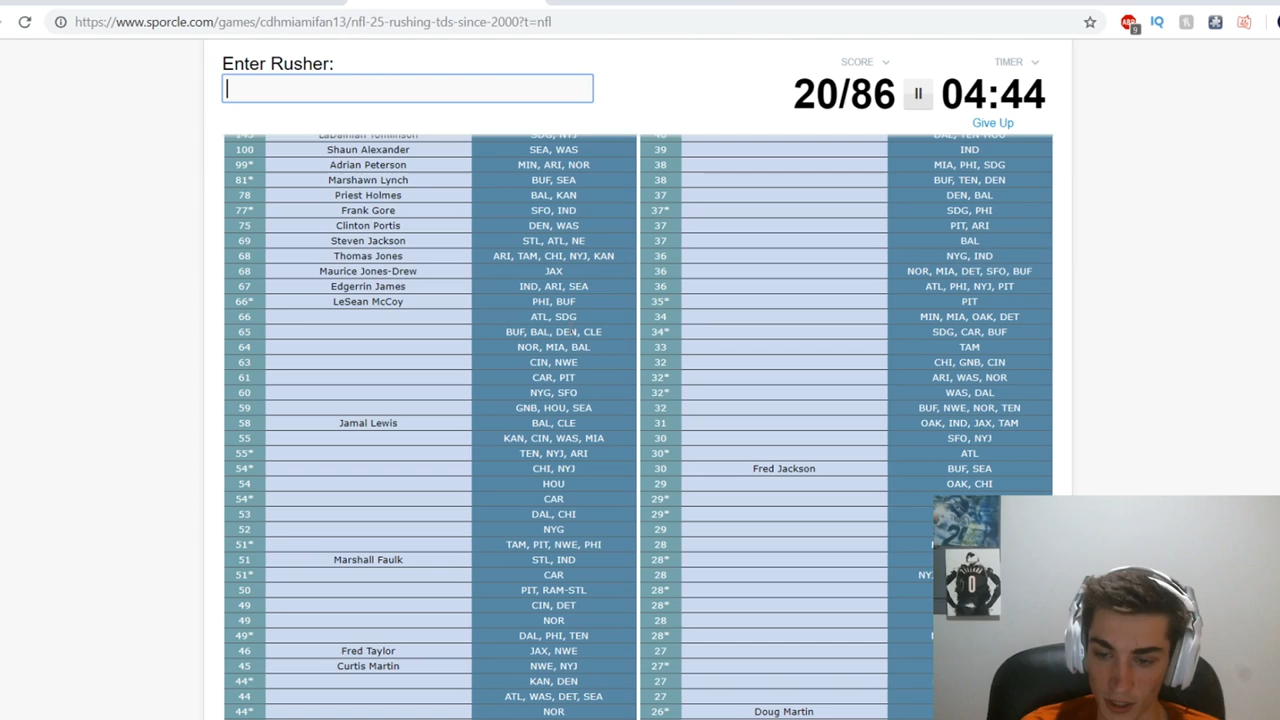 https://www.sporcle.com/games/cdhmiamifan13/nfl-25-rushing-tds-since-2000?t=nfl
Enter Rusher:
SCORE
TIMER
20/86
04:44
Give Up
LaDainian Tomlinson SDG, NYJ
100 Shaun Alexander SEA, WAS
99* Adrian Peterson MIN, ARI, NOR
81* Marshawn Lynch BUF, SEA
78 Priest Holmes BAL, KAN
77* Frank Gore SFO, IND
75 Clinton Portis DEN, WAS
69 Steven Jackson STL, ATL, NE
68 Thomas Jones ARI, TAM, CHI, NYJ, KAN
68 Maurice Jones-Drew JAX
67 Edgerrin James IND, ARI, SEA
66* LeSean McCoy PHI, BUF
66 ATL, SDG
65 BUF, BAL, DEN, CLE
64 NOR, MIA, BAL
63 CIN, NWE
61 CAR, PIT
60 NYG, SFO
59 GNB, HOU, SEA
58 Jamal Lewis BAL, CLE
55 KAN, CIN, WAS, MIA
55* TEN, NYJ, ARI
54* CHI, NYJ
54 HOU
54* CAR
53 DAL, CHI
52 NYG
51* TAM, PIT, NWE, PHI
51 Marshall Faulk STL, IND
51* CAR
50 PIT, RAM-STL
49 CIN, DET
49 NOR
49* DAL, PHI, TEN
46 Fred Taylor JAX, NWE
45 Curtis Martin NWE, NYJ
44* KAN, DEN
44 ATL, WAS, DET, SEA
44* NOR
39 IND
38 MIA, PHI, SDG
38 BUF, TEN, DEN
37 DEN, BAL
37* SDG, PHI
37 PIT, ARI
37 BAL
36 NYG, IND
36 NOR, MIA, DET, SFO, BUF
36 ATL, PHI, NYJ, PIT
35* PIT
34 MIN, MIA, OAK, DET
34* SDG, CAR, BUF
33 TAM
32 CHI, GNB, CIN
32* ARI, WAS, NOR
32* WAS, DAL
32 BUF, NWE, NOR, TEN
31 OAK, IND, JAX, TAM
30 SFO, NYJ
30* ATL
30 Fred Jackson BUF, SEA
29 OAK, CHI
29*
29*
29
28
28*
28 NY
28*
28*
28
28*
27
27*
27
27
26* Doug Martin